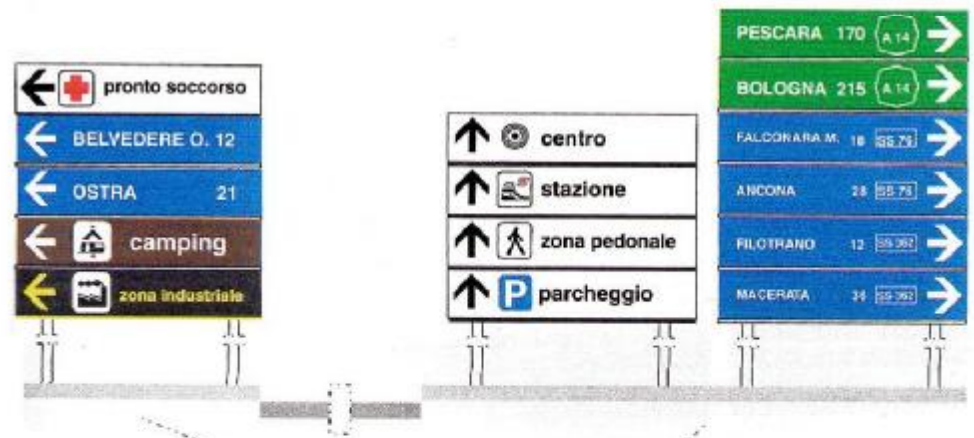 pronto soccorso
BELVEDERE O. 12
OSTRA 21
camping
zona industriale
centro
stazione
zona pedonale
P parcheggio
PESCARA 170 A 14
BOLOGNA 215 A 14
FALCONARA M. 18 SS 76
ANCONA 28 SS 76
FILOTRANO 12 SS 362
MACERATA 36 SS 362